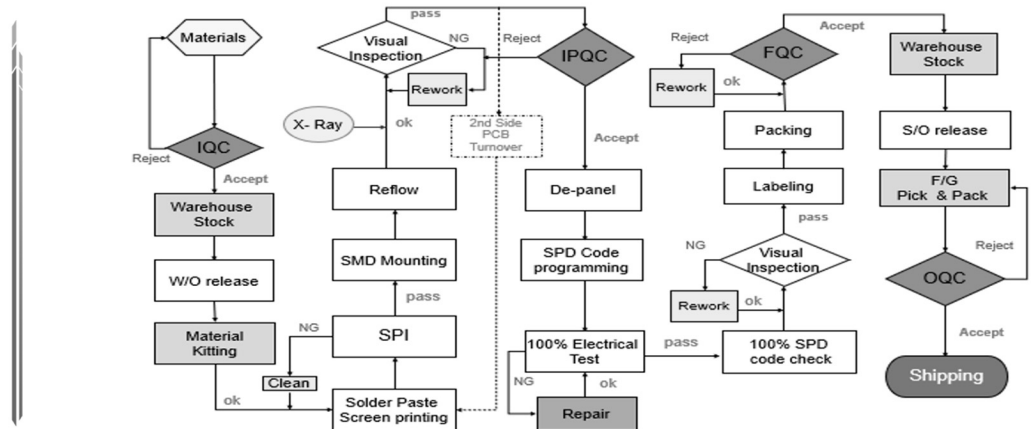 Materials
Reject
IQC
Accept
Warehouse
Stock
W/O release
Material
Kitting
ok
pass
Visual
Inspection
NG
Rework
ok
X- Ray
Reflow
SMD Mounting
pass
SPI
NG
Clean
Solder Paste
Screen printing
Reject
IPQC
2nd Side
PCB
Turnover
Accept
De-panel
SPD Code
programming
100% Electrical
Test
NG
ok
Repair
pass
100% SPD
code check
ok
Rework
NG
Visual
Inspection
pass
Labeling
Packing
ok
Rework
Reject
FQC
Accept
Warehouse
Stock
S/O release
F/G
Pick & Pack
Reject
OQC
Accept
Shipping